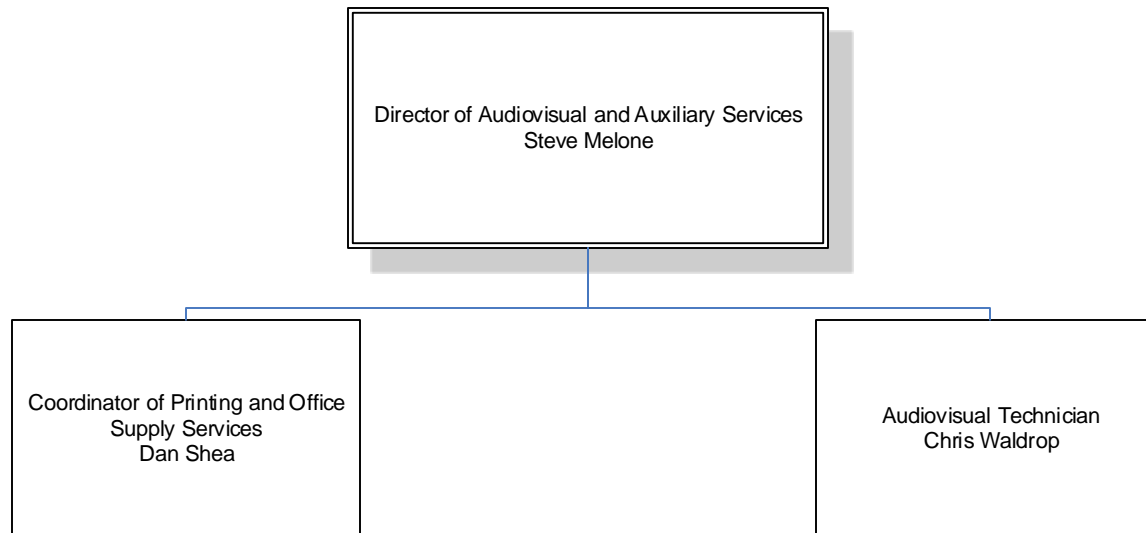 Director of Audiovisual and Auxiliary Services
Steve Melone
Coordinator of Printing and Office
Supply Services
Dan Shea
Audiovisual Technician
Chris Waldrop